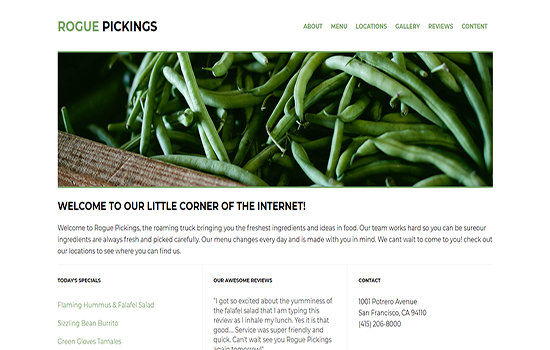 ROGUE PICKINGS
ABOUT MENU LOCATIONS GALLERY REVIEWS CONTENT
WELCOME TO OUR LITTLE CORNER OF THE INTERNET!
Welcome to Rogue Pickings, the roaming truck bringing you the freshest ingredients and ideas in food. Our team works hard so you can be sureour
ingredients are always fresh and picked carefully. Our menu changes every day and is made with you in mind. We cant wait to come to you! check out
our locations to see where you can find us.
TODAY'S SPECIALS
Flaming Hummus & Falafel Salad
Sizzling Bean Burrito
Green Gloves Tamales
OUR AWESOME REVIEWS
"I got so excited about the yumminess of
the falafel salad that I am typing this
review as I inhale my lunch. Yes it is that
good.... Service was super friendly and
quick. Can't wait see you Rogue Pickings
again tomorrow!"
CONTACT
1001 Potrero Avenue
San Francisco, CA 94110
(415) 206-8000